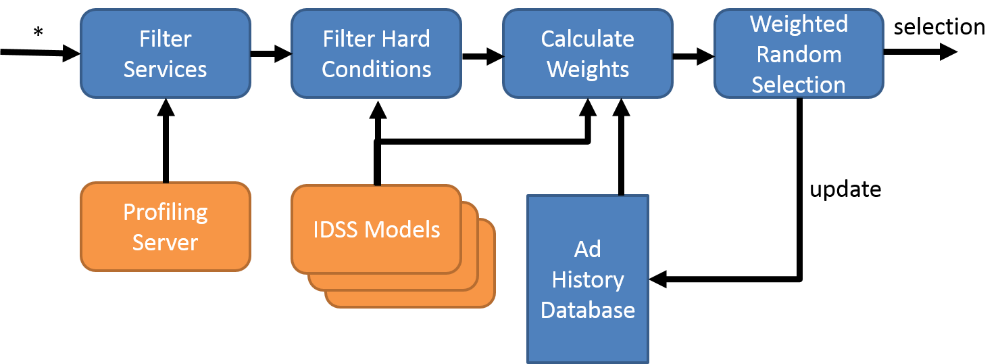 *
Filter
Services
Filter Hard
Conditions
Calculate
Weights
Weighted
Random
Selection
selection
Profiling
Server
IDSS Models
Ad
History
Database
update